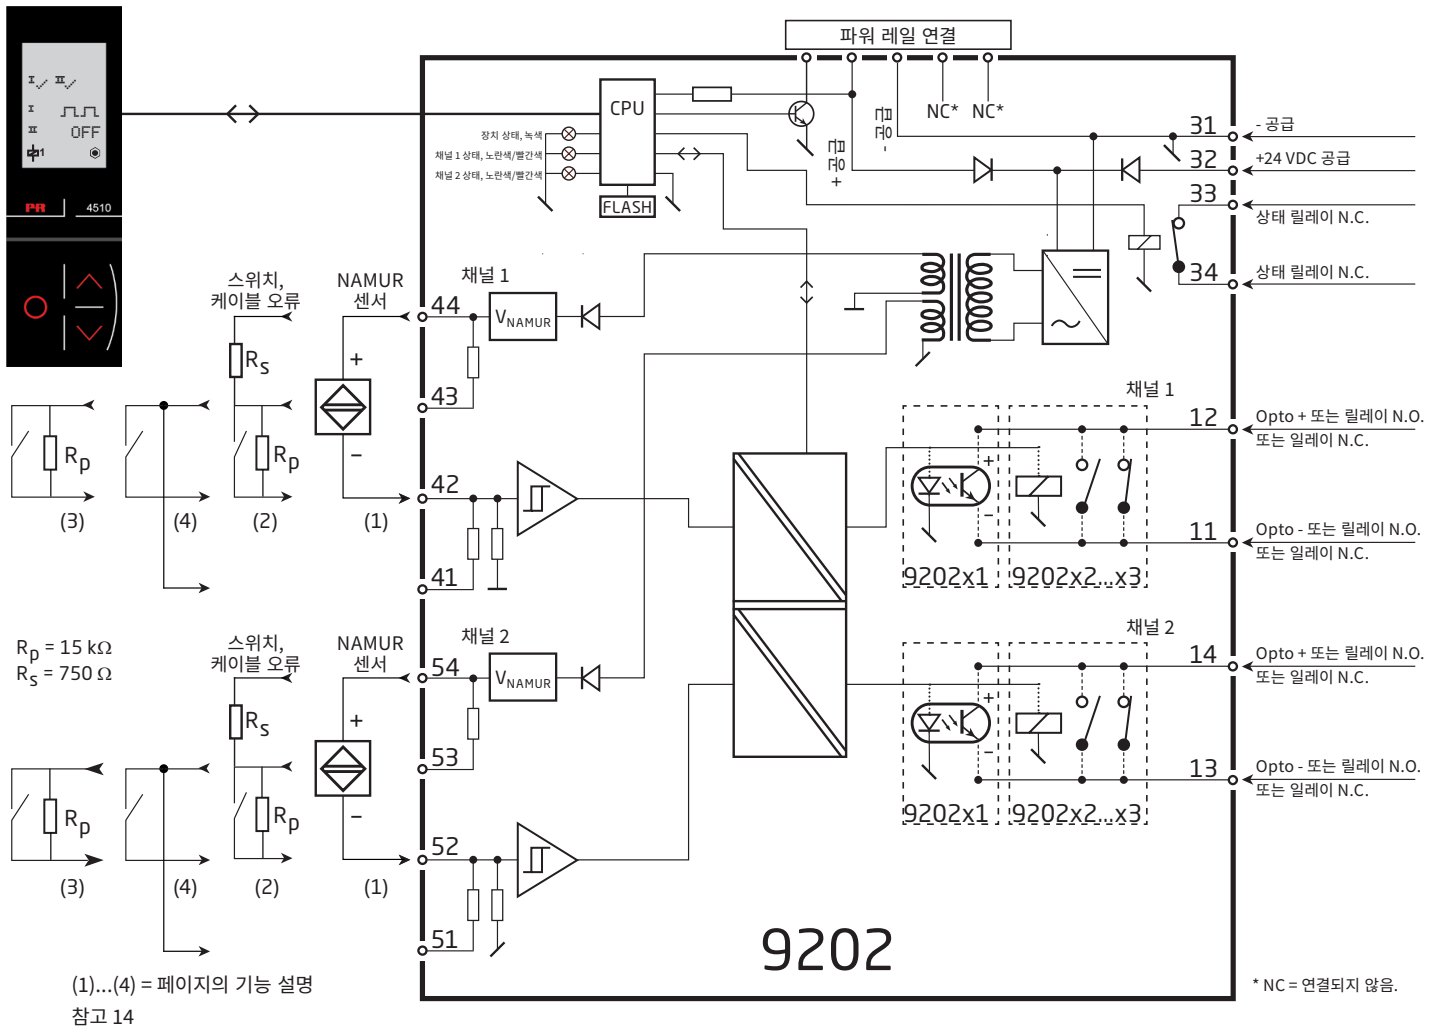 파워 레일 연결
I II
I
II OFF
1
PR 4510
CPU
FLASH
장치 상태, 녹색
채널 1 상태, 노란색/빨간색
채널 2 상태, 노란색/빨간색
NC* NC*
공급 -
공급 +
31
- 공급
32
+24 VDC 공급
33
상태 릴레이 N.C.
34
상태 릴레이 N.C.
스위치,
케이블 오류
NAMUR
센서
채널 1
44
VNAMUR
Rs
+
43
Rp
Rp
-
42
(3)
(4)
(2)
(1)
41
채널 1
12
Opto + 또는 릴레이 N.O.
또는 일레이 N.C.
+
-
11
Opto - 또는 릴레이 N.O.
또는 일레이 N.C.
9202x1
9202x2...x3
Rp = 15 kΩ
Rs = 750 Ω
스위치,
케이블 오류
NAMUR
센서
채널 2
54
VNAMUR
Rs
+
53
Rp
Rp
-
52
(3)
(4)
(2)
(1)
51
채널 2
14
Opto + 또는 릴레이 N.O.
또는 일레이 N.C.
+
-
13
Opto - 또는 릴레이 N.O.
또는 일레이 N.C.
9202x1
9202x2...x3
9202
(1)...(4) = 페이지의 기능 설명
참고 14
* NC = 연결되지 않음.